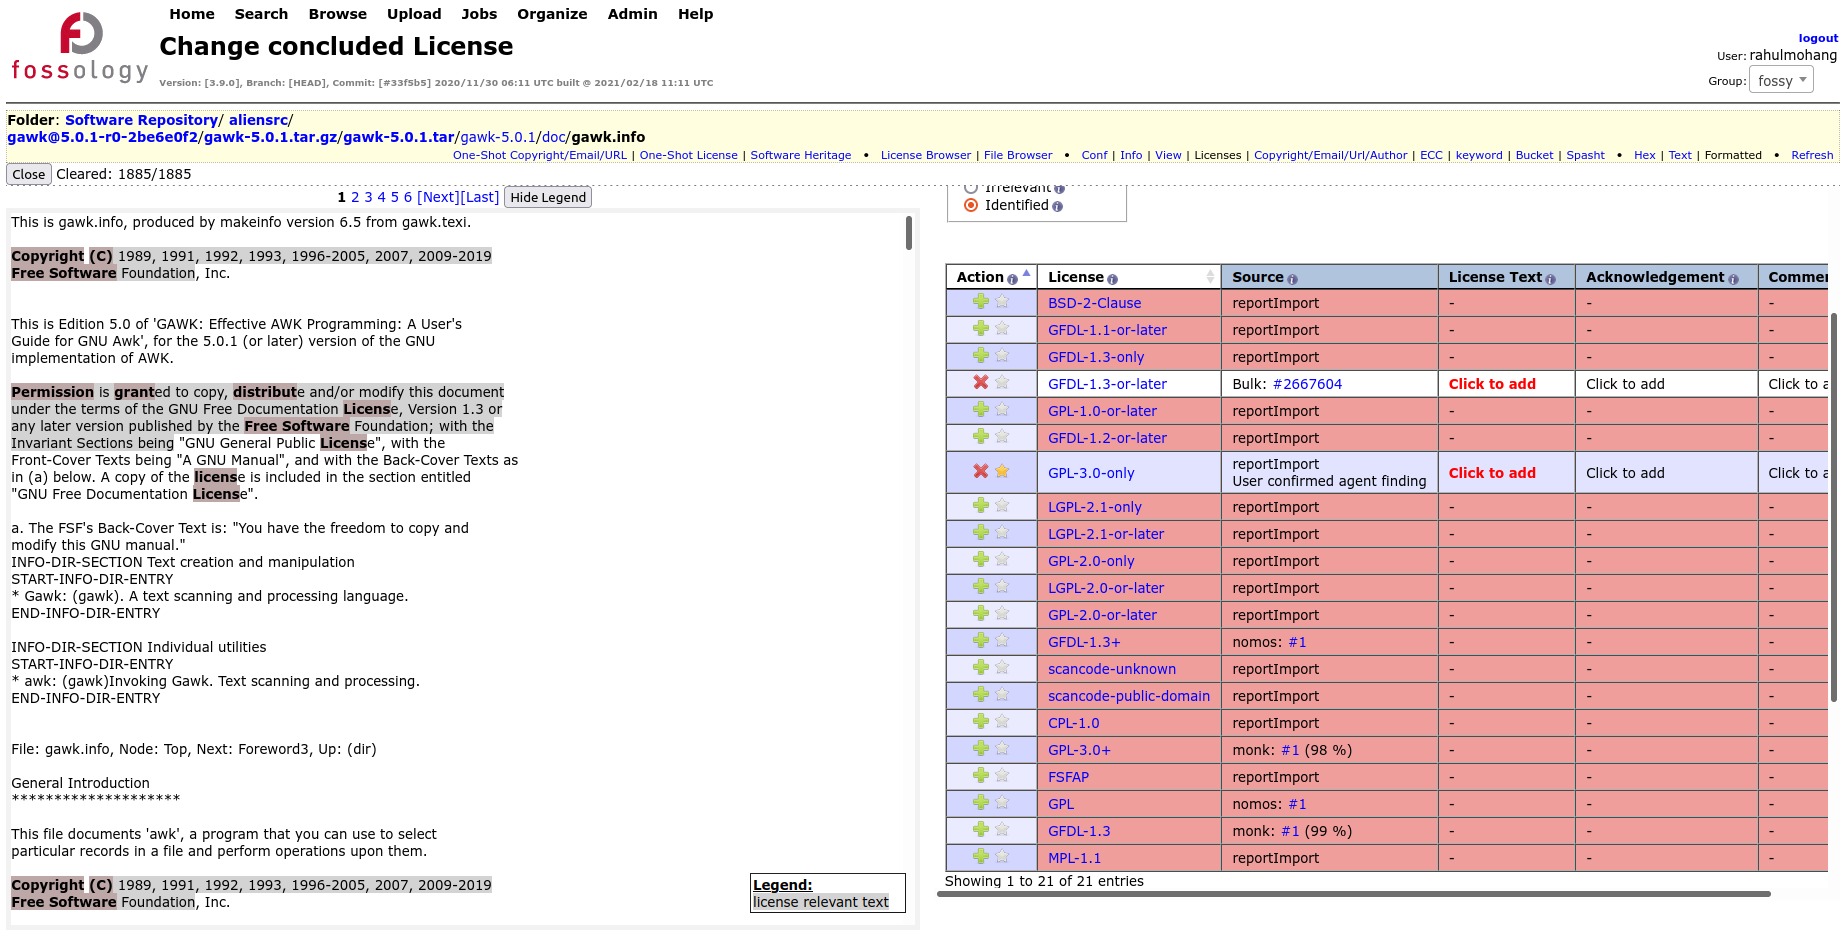 Home Search Browse Upload Jobs Organize Admin Help
fossology
Change concluded License
Version: [3.9.0], Branch: [HEAD], Commit: [#33f5b5] 2020/11/30 06:11 UTC built @ 2021/02/18 11:11 UTC
logout
User: rahulmohang
Group: fossy
Folder: Software Repository/ aliensrc/
gawk@5.0.1-r0-2be6e0f2/gawk-5.0.1.tar.gz/gawk-5.0.1.tar/gawk-5.0.1/doc/gawk.info
One-Shot Copyright/Email/URL | One-Shot License | Software Heritage • License Browser | File Browser • Conf | Info | View | Licenses | Copyright/Email/Url/Author | ECC | keyword | Bucket | Spasht • Hex | Text | Formatted • Refresh
Close Cleared: 1885/1885
1 2 3 4 5 6 [Next][Last] Hide Legend
This is gawk.info, produced by makeinfo version 6.5 from gawk.texi.
Copyright (C) 1989, 1991, 1992, 1993, 1996-2005, 2007, 2009-2019
Free Software Foundation, Inc.
This is Edition 5.0 of 'GAWK: Effective AWK Programming: A User's
Guide for GNU Awk', for the 5.0.1 (or later) version of the GNU
implementation of AWK.
Permission is granted to copy, distribute and/or modify this document
under the terms of the GNU Free Documentation License, Version 1.3 or
any later version published by the Free Software Foundation; with the
Invariant Sections being "GNU General Public License", with the
Front-Cover Texts being "A GNU Manual", and with the Back-Cover Texts as
in (a) below. A copy of the license is included in the section entitled
"GNU Free Documentation License".
a. The FSF's Back-Cover Text is: "You have the freedom to copy and
modify this GNU manual."
INFO-DIR-SECTION Text creation and manipulation
START-INFO-DIR-ENTRY
* Gawk: (gawk). A text scanning and processing language.
END-INFO-DIR-ENTRY
INFO-DIR-SECTION Individual utilities
START-INFO-DIR-ENTRY
* awk: (gawk)Invoking Gawk. Text scanning and processing.
END-INFO-DIR-ENTRY
File: gawk.info, Node: Top, Next: Foreword3, Up: (dir)
General Introduction
********************
This file documents 'awk', a program that you can use to select
particular records in a file and perform operations upon them.
Copyright (C) 1989, 1991, 1992, 1993, 1996-2005, 2007, 2009-2019
Free Software Foundation, Inc.
Legend:
license relevant text
Irrelevant
Identified
Action License Source License Text Acknowledgement Commer
BSD-2-Clause reportImport - - -
GFDL-1.1-or-later reportImport - - -
GFDL-1.3-only reportImport - - -
GFDL-1.3-or-later Bulk: #2667604 Click to add Click to add Click to a
GPL-1.0-or-later reportImport - - -
GFDL-1.2-or-later reportImport - - -
GPL-3.0-only reportImport Click to add Click to add Click to a
User confirmed agent finding
LGPL-2.1-only reportImport - - -
LGPL-2.1-or-later reportImport - - -
GPL-2.0-only reportImport - - -
LGPL-2.0-or-later reportImport - - -
GPL-2.0-or-later reportImport - - -
GFDL-1.3+ nomos: #1 - - -
scancode-unknown reportImport - - -
scancode-public-domain reportImport - - -
CPL-1.0 reportImport - - -
GPL-3.0+ monk: #1 (98 %) - - -
FSFAP reportImport - - -
GPL nomos: #1 - - -
GFDL-1.3 monk: #1 (99 %) - - -
MPL-1.1 reportImport - - -
Showing 1 to 21 of 21 entries